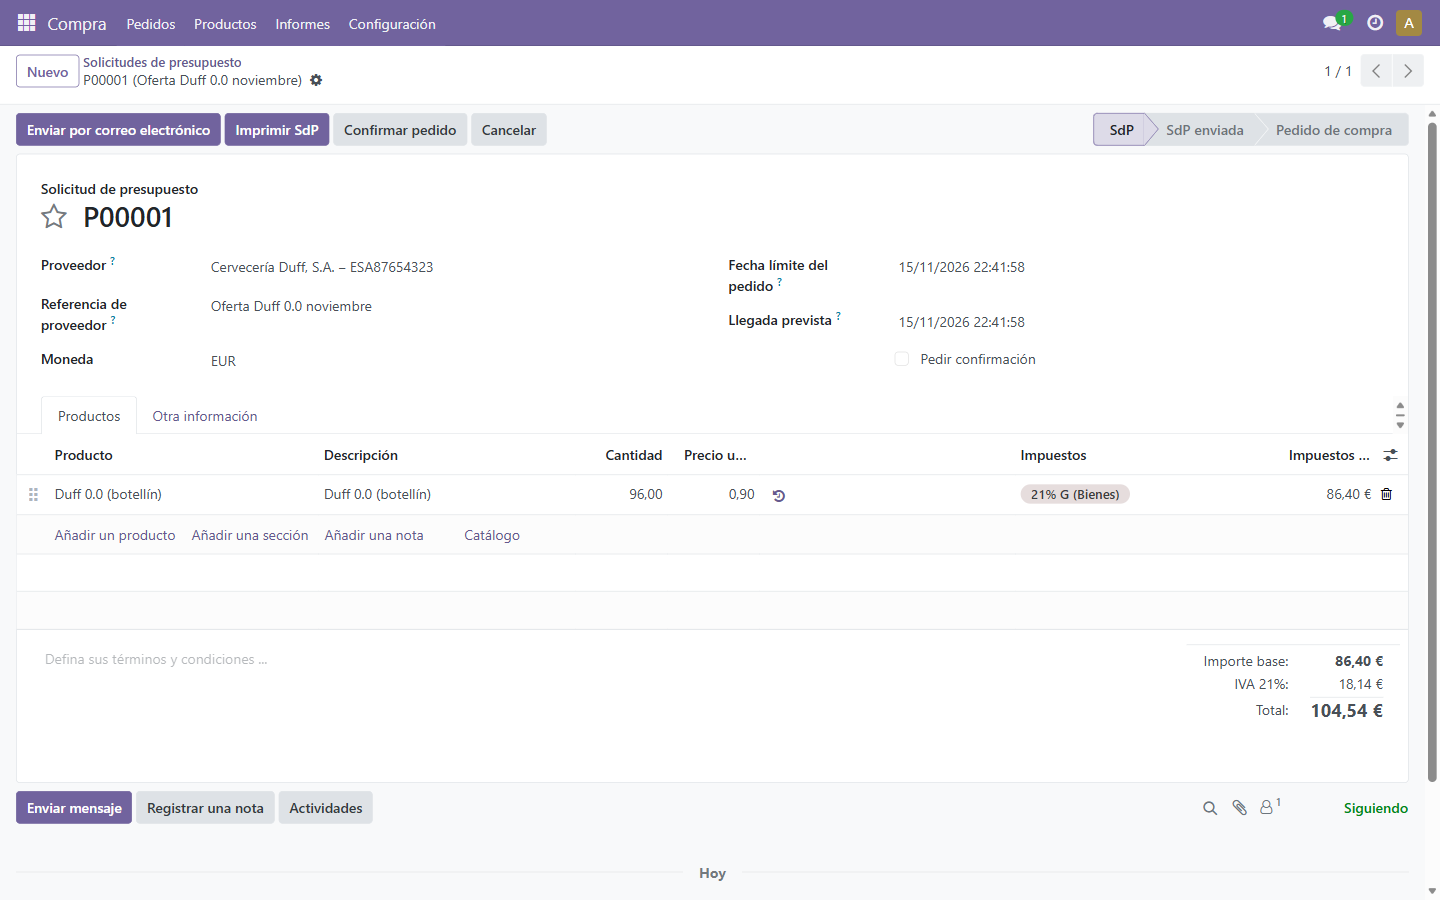 Compra Pedidos Productos Informes Configuración 1 A
Nuevo
Solicitudes de presupuesto
P00001 (Oferta Duff 0.0 noviembre)
1 / 1
Enviar por correo electrónico Imprimir SdP Confirmar pedido Cancelar SdP SdP enviada Pedido de compra
Solicitud de presupuesto
P00001
Proveedor ? Cervecería Duff, S.A. – ESA87654323
Referencia de proveedor ? Oferta Duff 0.0 noviembre
Moneda EUR
Fecha límite del pedido ? 15/11/2026 22:41:58
Llegada prevista ? 15/11/2026 22:41:58
Pedir confirmación
Productos Otra información
Producto Descripción Cantidad Precio u... Impuestos Impuestos ...
Duff 0.0 (botellín) Duff 0.0 (botellín) 96,00 0,90 21% G (Bienes) 86,40 €
Añadir un producto Añadir una sección Añadir una nota Catálogo
Defina sus términos y condiciones ...
Importe base: 86,40 €
IVA 21%: 18,14 €
Total: 104,54 €
Enviar mensaje Registrar una nota Actividades 1 Siguiendo
Hoy